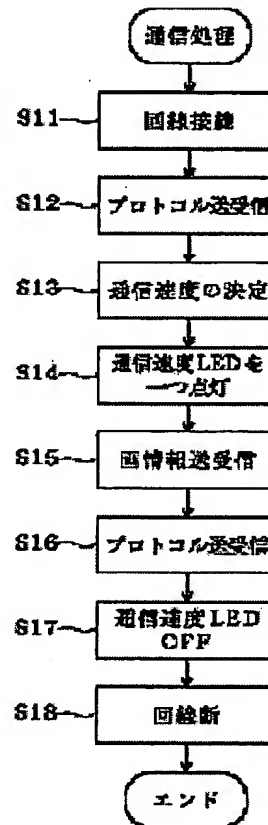 通信処理
S11
回線接続
S12
プロトコル送受信
S13
通信速度の決定
S14
通信速度LEDを
一つ点灯
S15
画情報送受信
S16
プロトコル送受信
S17
通信速度LED
OFF
S18
回線断
エンド